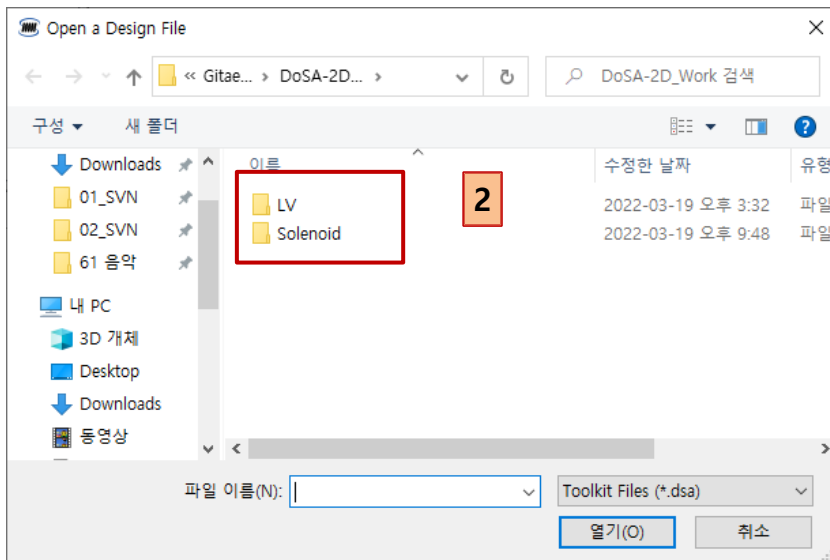 Open a Design File
« Gitae... › DoSA-2D... ›
DoSA-2D_Work 검색
구성
새 폴더
이름
수정한 날짜
유형
Downloads
01_SVN
02_SVN
61 음악
내 PC
3D 개체
Desktop
Downloads
동영상
LV
2022-03-19 오후 3:32
파일
Solenoid
2022-03-19 오후 9:48
파일
2
파일 이름(N):
Toolkit Files (*.dsa)
열기(O)
취소